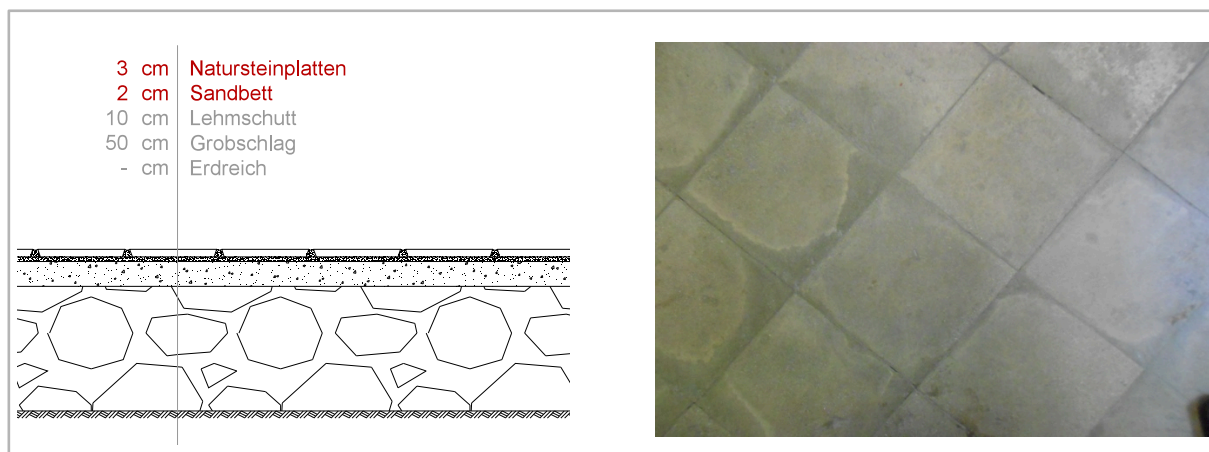 3 cm Natursteinplatten
2 cm Sandbett
10 cm Lehmschutt
50 cm Grobschlag
- cm Erdreich